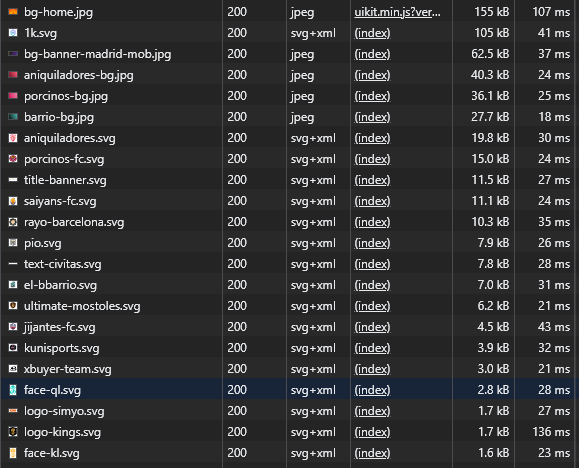 bg-home.jpg 200 jpeg uikit.min.js?ver... 155 kB 107 ms
1k.svg 200 svg+xml (index) 105 kB 41 ms
bg-banner-madrid-mob.jpg 200 jpeg (index) 62.5 kB 37 ms
aniquiladores-bg.jpg 200 jpeg (index) 40.3 kB 24 ms
porcinos-bg.jpg 200 jpeg (index) 36.1 kB 25 ms
barrio-bg.jpg 200 jpeg (index) 27.7 kB 18 ms
aniquiladores.svg 200 svg+xml (index) 19.8 kB 30 ms
porcinos-fc.svg 200 svg+xml (index) 15.0 kB 24 ms
title-banner.svg 200 svg+xml (index) 11.5 kB 27 ms
saiyans-fc.svg 200 svg+xml (index) 11.1 kB 24 ms
rayo-barcelona.svg 200 svg+xml (index) 10.3 kB 35 ms
pio.svg 200 svg+xml (index) 7.9 kB 26 ms
text-civitas.svg 200 svg+xml (index) 7.8 kB 28 ms
el-bbarrio.svg 200 svg+xml (index) 7.0 kB 31 ms
ultimate-mostoles.svg 200 svg+xml (index) 6.2 kB 21 ms
jijantes-fc.svg 200 svg+xml (index) 4.5 kB 43 ms
kunisports.svg 200 svg+xml (index) 3.9 kB 32 ms
xbuyer-team.svg 200 svg+xml (index) 3.0 kB 21 ms
face-ql.svg 200 svg+xml (index) 2.8 kB 28 ms
logo-simyo.svg 200 svg+xml (index) 1.7 kB 27 ms
logo-kings.svg 200 svg+xml (index) 1.7 kB 136 ms
face-kl.svg 200 svg+xml (index) 1.6 kB 23 ms